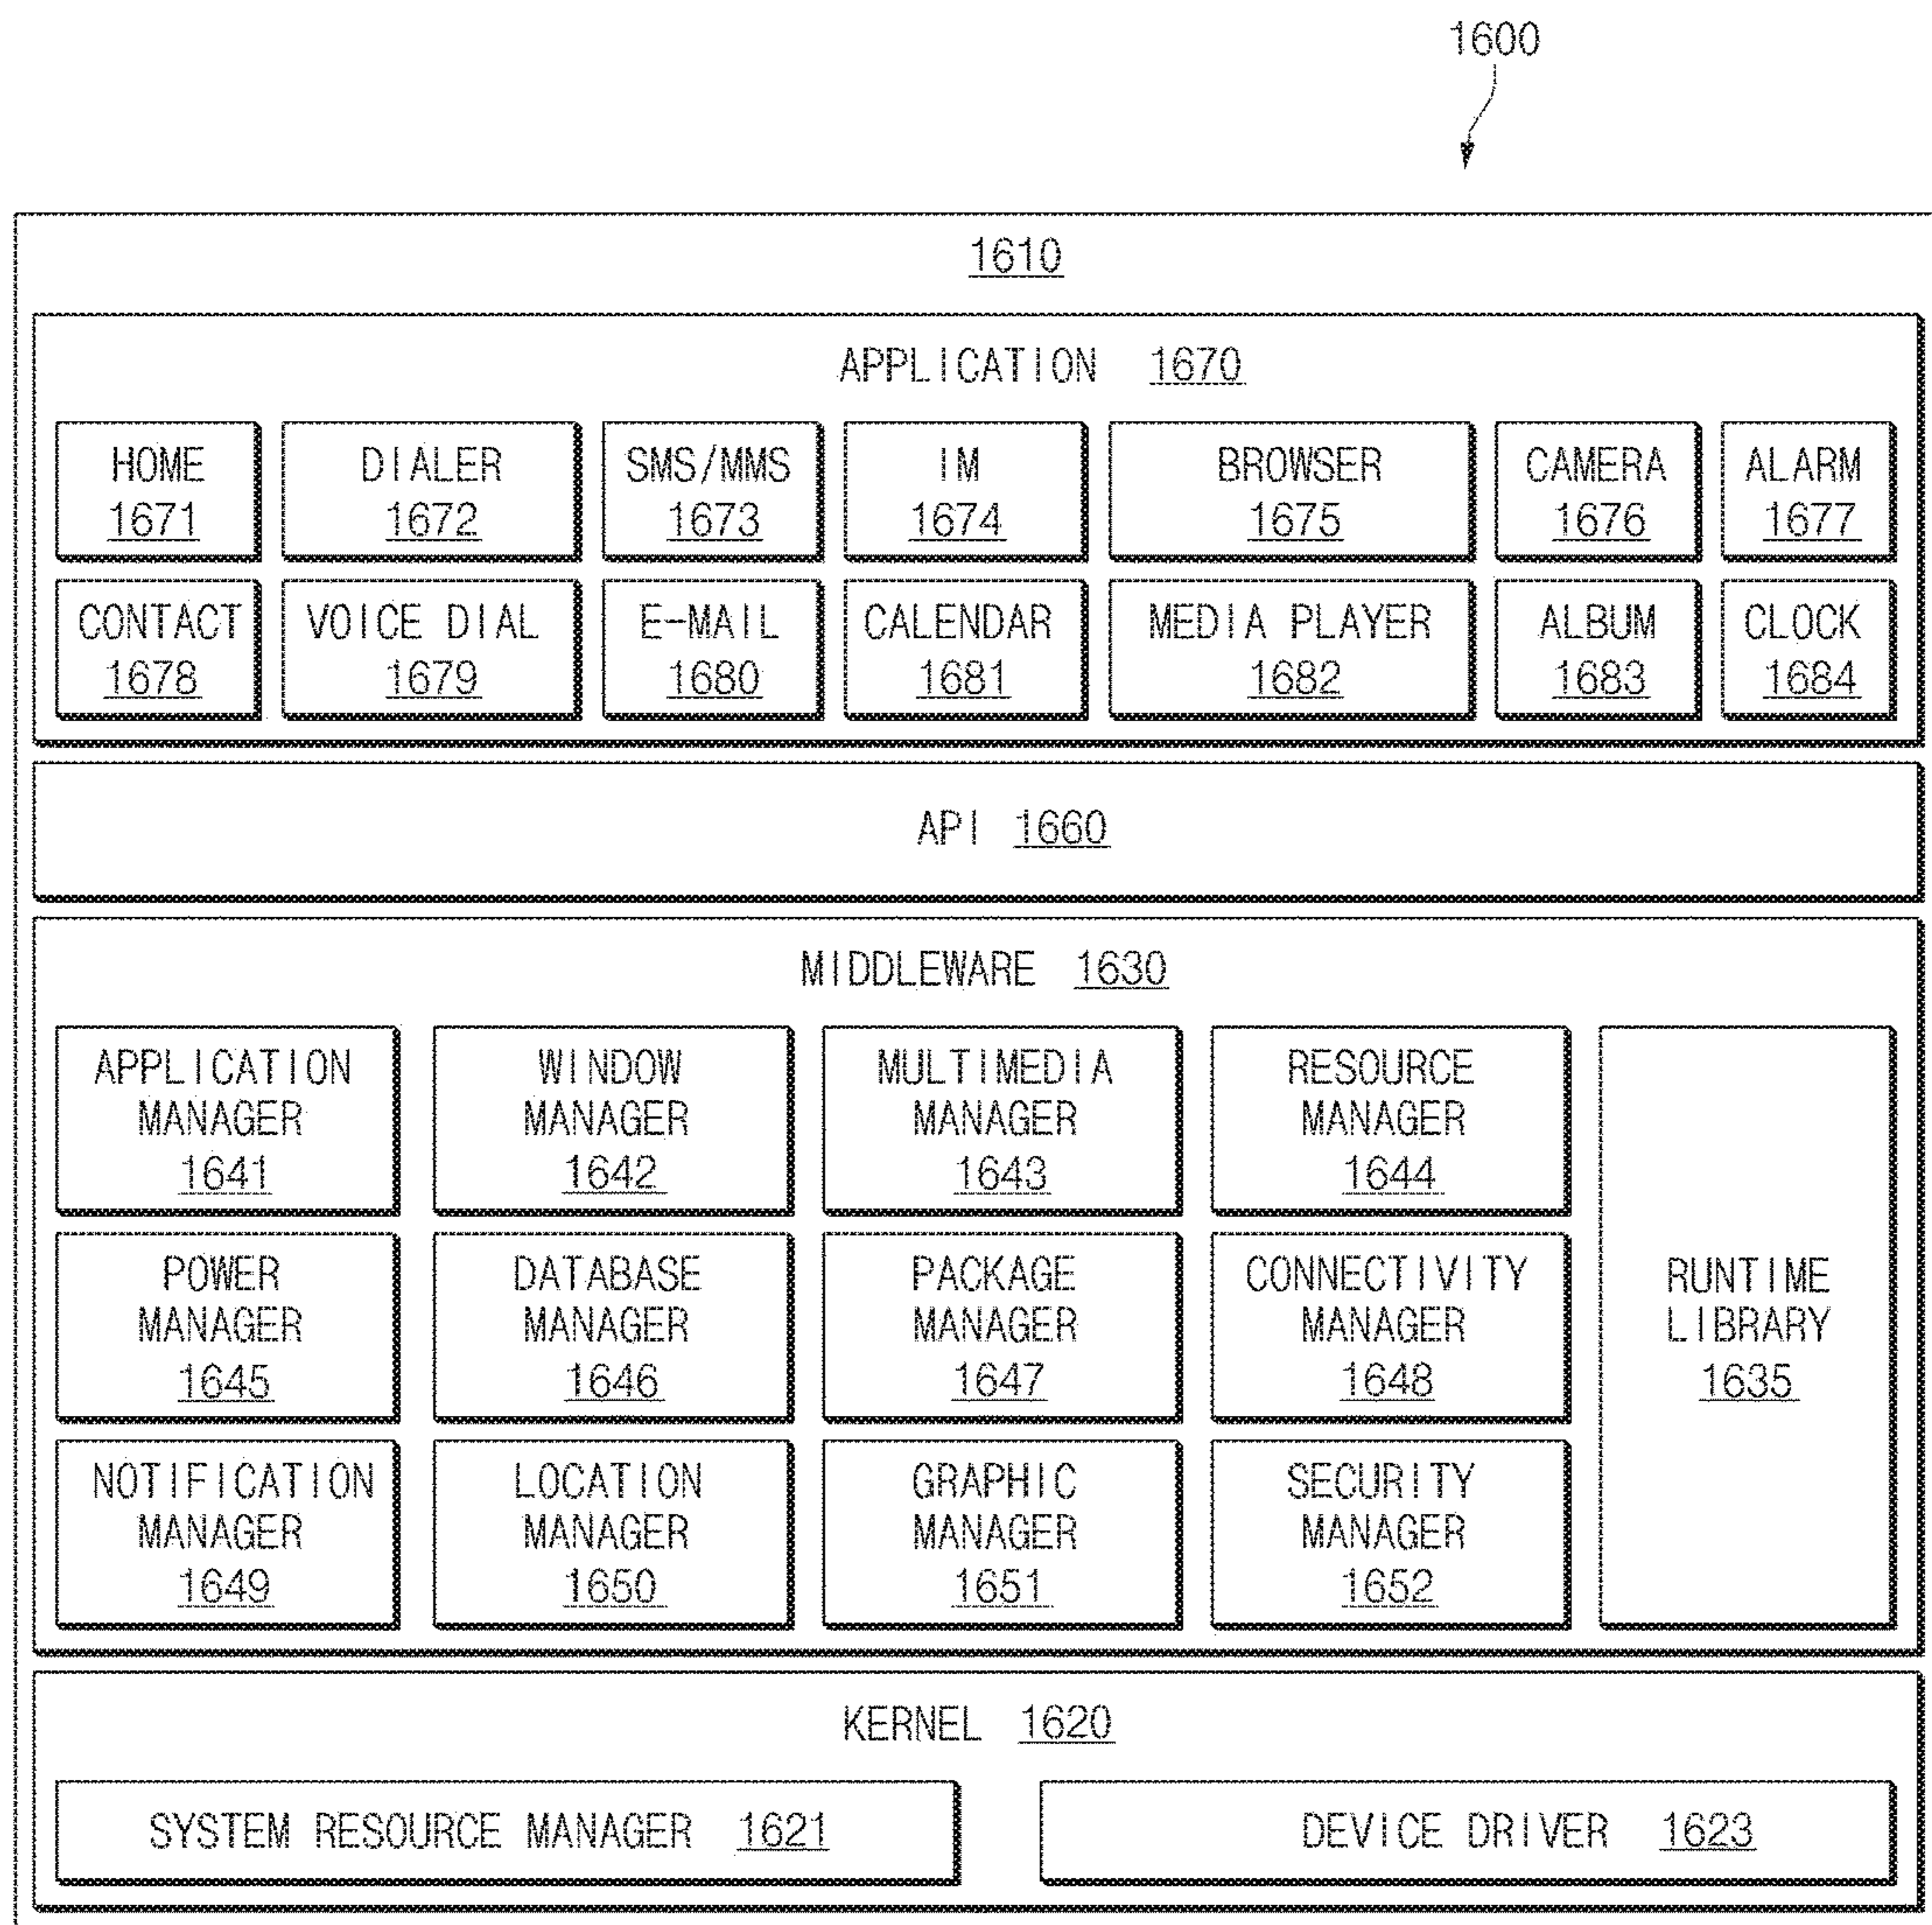 1600
1610
APPLICATION 1670
HOME DIALER SMS/MMS IM BROWSER CAMERA ALARM
1671 1672 1673 1674 1675 1676 1677
CONTACT VOICE DIAL E-MAIL CALENDAR MEDIA PLAYER ALBUM CLOCK
1678 1679 1680 1681 1682 1683 1684
API 1660
MIDDLEWARE 1630
APPLICATION
MANAGER
1641
WINDOW
MANAGER
1642
MULTIMEDIA
MANAGER
1643
RESOURCE
MANAGER
1644
POWER
MANAGER
1645
DATABASE
MANAGER
1646
PACKAGE
MANAGER
1647
CONNECTIVITY
MANAGER
1648
NOTIFICATION
MANAGER
1649
LOCATION
MANAGER
1650
GRAPHIC
MANAGER
1651
SECURITY
MANAGER
1652
RUNTIME
LIBRARY
1635
KERNEL 1620
SYSTEM RESOURCE MANAGER 1621
DEVICE DRIVER 1623